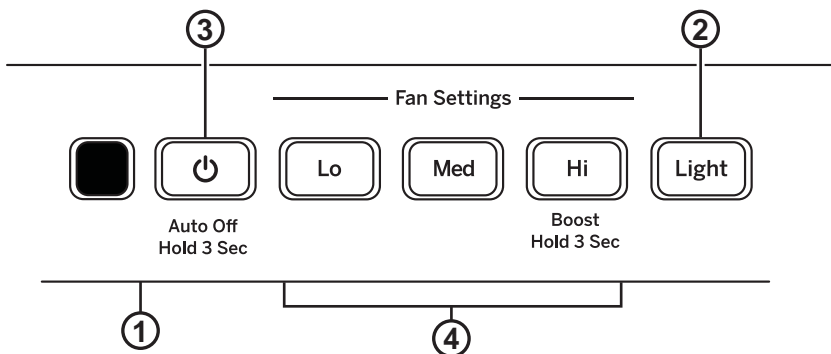 3
2
Fan Settings
Lo
Med
Hi
Light
Auto Off
Hold 3 Sec
Boost
Hold 3 Sec
1
4